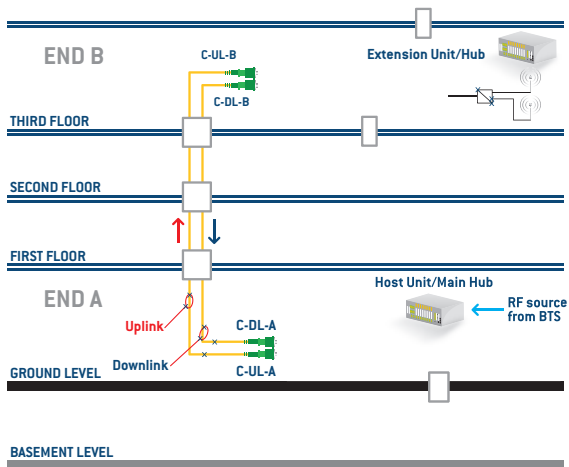 END B
C-UL-B
Extension Unit/Hub
C-DL-B
THIRD FLOOR
SECOND FLOOR
FIRST FLOOR
END A
Host Unit/Main Hub
RF source
from BTS
Uplink
C-DL-A
Downlink
C-UL-A
GROUND LEVEL
BASEMENT LEVEL